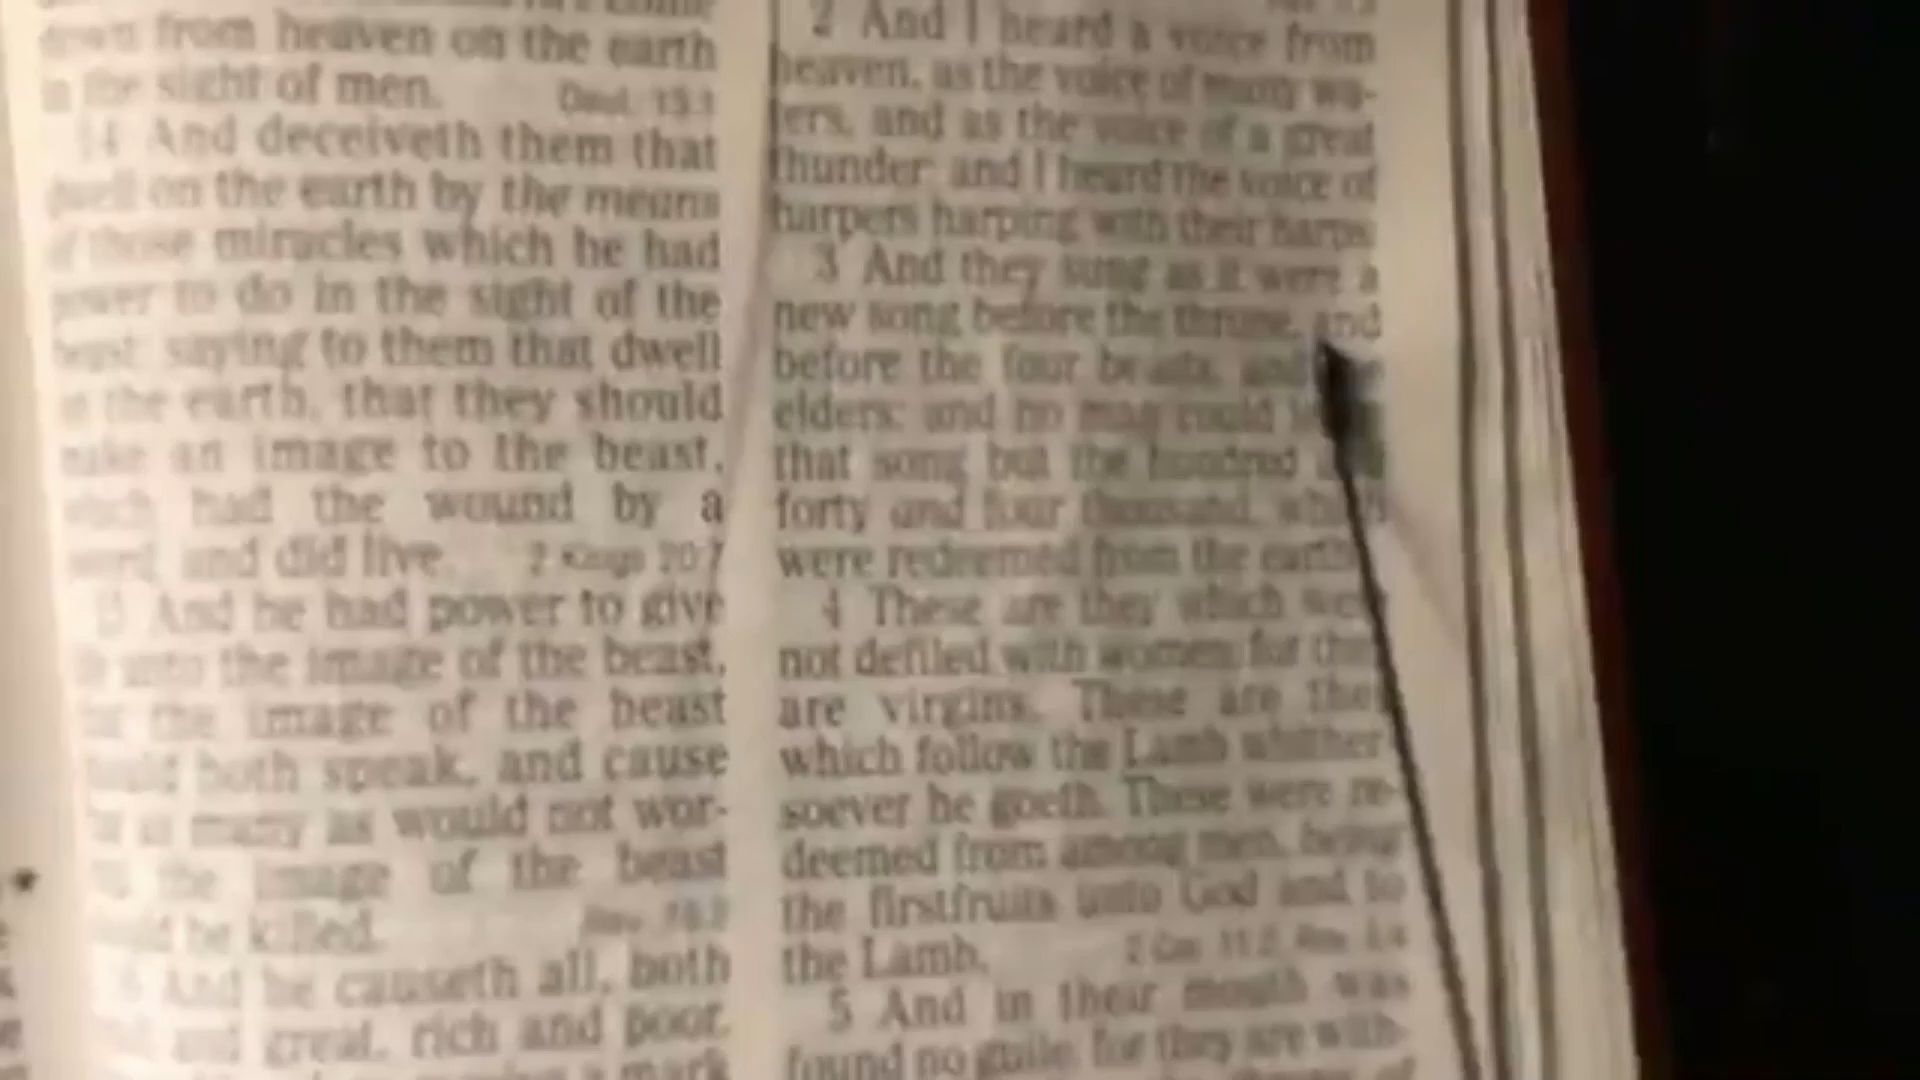 down from heaven on the earth
in the sight of men. Deut. 13:1
14 And deceiveth them that
dwell on the earth by the means
of those miracles which he had
power to do in the sight of the
beast; saying to them that dwell
on the earth, that they should
make an image to the beast,
which had the wound by a
word, and did live. 2 Kings 20:7
15 And he had power to give
unto the image of the beast,
the image of the beast
both speak, and cause
as many as would not wor-
the image of the beast
be killed.
And he causeth all, both
and great, rich and poor,
a mark
2 And I heard a voice from
heaven, as the voice of many wa-
ters, and as the voice of a great
thunder: and I heard the voice of
harpers harping with their harps
3 And they sung as it were a
new song before the throne, and
before the four beasts, and
elders: and no man could
that song but the hundred
forty and four thousand, which
were redeemed from the earth.
4 These are they which were
not defiled with women; for they
are virgins. These are they
which follow the Lamb whither
soever he goeth. These were re-
deemed from among men, being
the firstfruits unto God and to
the Lamb.
5 And in their mouth was
found no guile: for they are with-